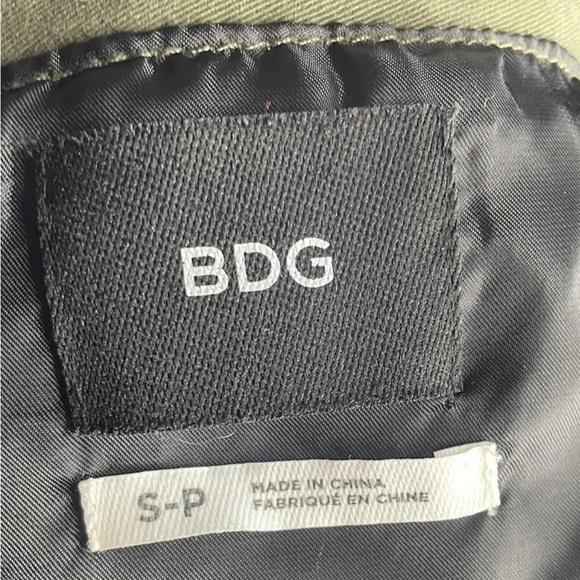 BDG
S-P
MADE IN CHINA
FABRIQUÉ EN CHINE